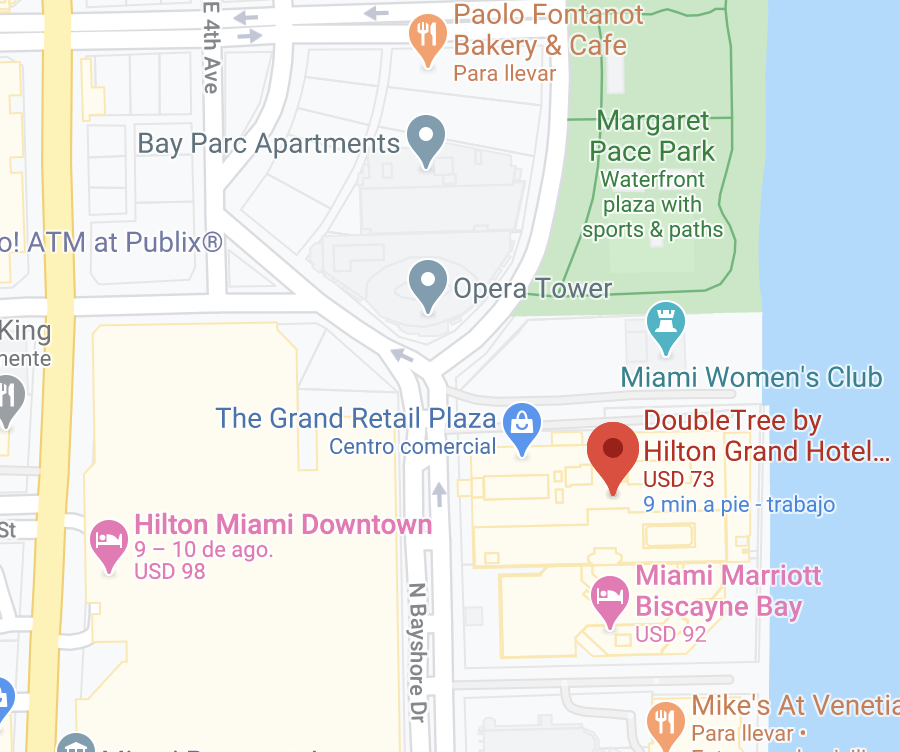 Paolo Fontanot
Bakery & Cafe
Para llevar
E 4th Ave
Margaret
Pace Park
Waterfront
plaza with
sports & paths
Bay Parc Apartments
o! ATM at Publix®
Opera Tower
King
nente
Miami Women's Club
The Grand Retail Plaza
Centro comercial
DoubleTree by
Hilton Grand Hotel...
USD 73
9 min a pie - trabajo
St
Hilton Miami Downtown
9 – 10 de ago.
USD 98
Miami Marriott
Biscayne Bay
USD 92
N Bayshore Dr
Mike's At Venetia
Para llevar •